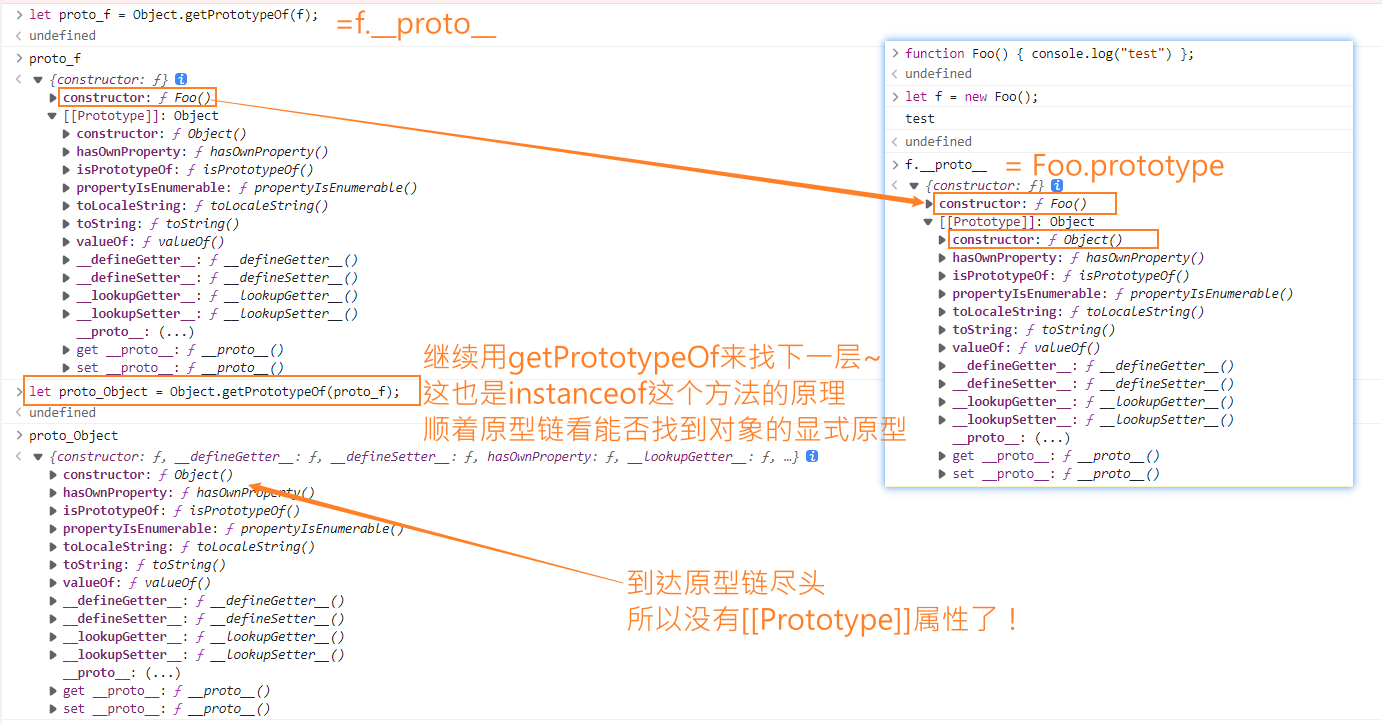 let proto_f = Object.getPrototypeOf(f);
=f.__proto__
undefined
proto_f
{constructor: ƒ}
constructor: ƒ Foo()
[[Prototype]]: Object
constructor: ƒ Object()
hasOwnProperty: ƒ hasOwnProperty()
isPrototypeOf: ƒ isPrototypeOf()
propertyIsEnumerable: ƒ propertyIsEnumerable()
toLocaleString: ƒ toLocaleString()
toString: ƒ toString()
valueOf: ƒ valueOf()
__defineGetter__: ƒ __defineGetter__()
__defineSetter__: ƒ __defineSetter__()
__lookupGetter__: ƒ __lookupGetter__()
__lookupSetter__: ƒ __lookupSetter__()
__proto__: (...)
get __proto__: ƒ __proto__()
set __proto__: ƒ __proto__()
let proto_Object = Object.getPrototypeOf(proto_f);
undefined
继续用getPrototypeOf来找下一层~
这也是instanceof这个方法的原理
顺着原型链看能否找到对象的显式原型
proto_Object
{constructor: ƒ, __defineGetter__: ƒ, __defineSetter__: ƒ, hasOwnProperty: ƒ, __lookupGetter__: ƒ, …}
constructor: ƒ Object()
hasOwnProperty: ƒ hasOwnProperty()
isPrototypeOf: ƒ isPrototypeOf()
propertyIsEnumerable: ƒ propertyIsEnumerable()
toLocaleString: ƒ toLocaleString()
toString: ƒ toString()
valueOf: ƒ valueOf()
__defineGetter__: ƒ __defineGetter__()
__defineSetter__: ƒ __defineSetter__()
__lookupGetter__: ƒ __lookupGetter__()
__lookupSetter__: ƒ __lookupSetter__()
__proto__: (...)
get __proto__: ƒ __proto__()
set __proto__: ƒ __proto__()
到达原型链尽头
所以没有[[Prototype]]属性了！
function Foo() { console.log("test") };
undefined
let f = new Foo();
test
undefined
f.__proto__
= Foo.prototype
{constructor: ƒ}
constructor: ƒ Foo()
[[Prototype]]: Object
constructor: ƒ Object()
hasOwnProperty: ƒ hasOwnProperty()
isPrototypeOf: ƒ isPrototypeOf()
propertyIsEnumerable: ƒ propertyIsEnumerable()
toLocaleString: ƒ toLocaleString()
toString: ƒ toString()
valueOf: ƒ valueOf()
__defineGetter__: ƒ __defineGetter__()
__defineSetter__: ƒ __defineSetter__()
__lookupGetter__: ƒ __lookupGetter__()
__lookupSetter__: ƒ __lookupSetter__()
__proto__: (...)
get __proto__: ƒ __proto__()
set __proto__: ƒ __proto__()